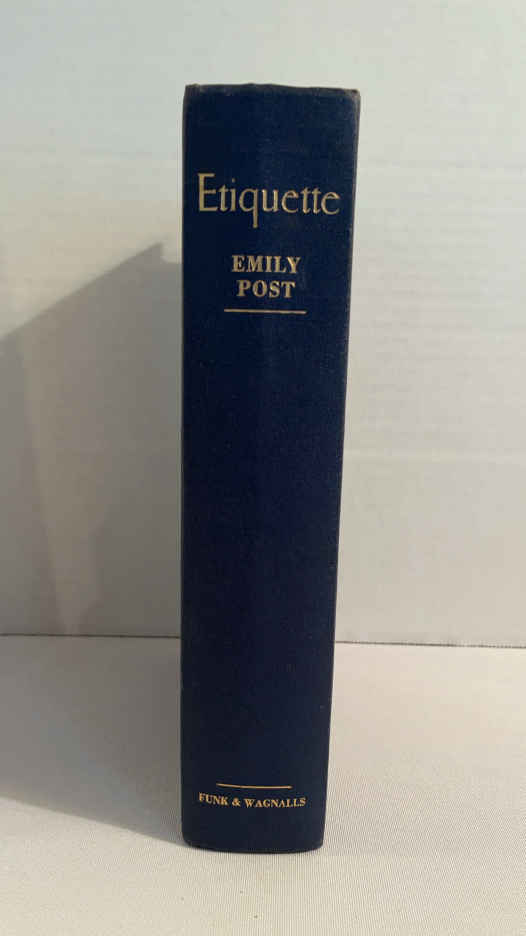 Etiquette
EMILY
POST
FUNK & WAGNALLS